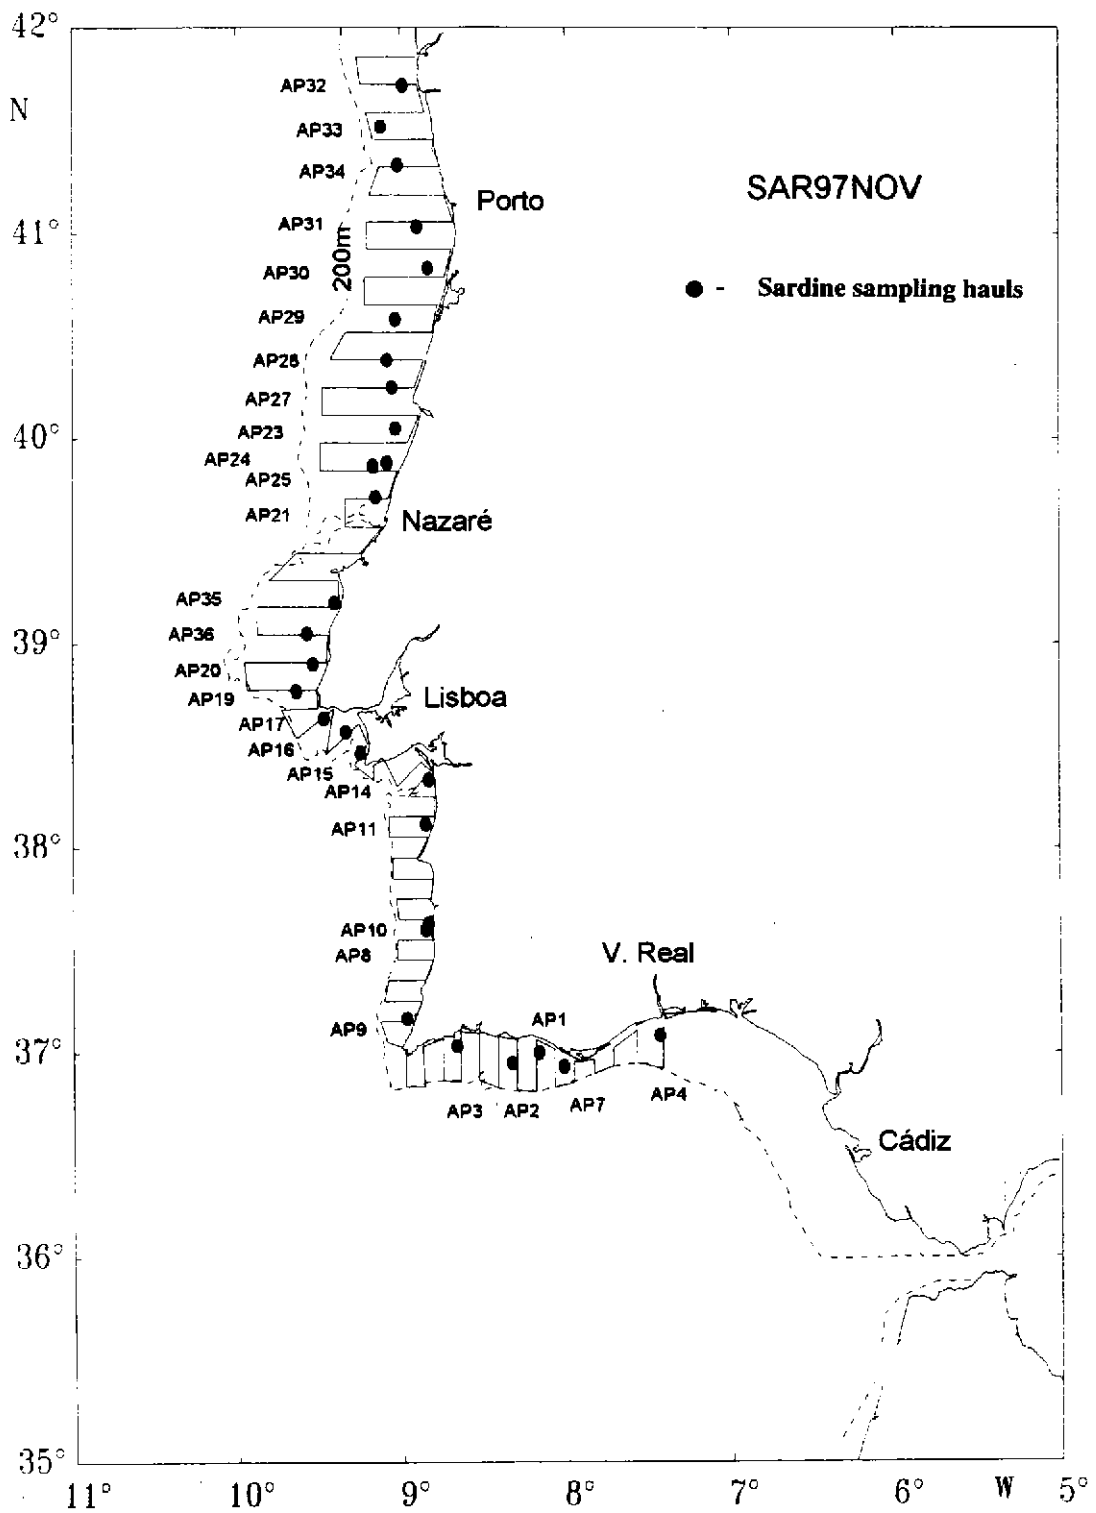 42°
AP32
N
AP33
AP34
SAR97NOV
Porto
AP31
41°
200m
AP30
● - Sardine sampling hauls
AP29
AP28
AP27
AP23
40°
AP24
AP25
AP21
Nazaré
AP35
AP36
39°
AP20
AP19
Lisboa
AP17
AP16
AP15
AP14
AP11
38°
AP10
AP8
V. Real
AP9
AP1
37°
AP3
AP2
AP7
AP4
Cádiz
36°
35°
11°
10°
9°
8°
7°
6°
W
5°